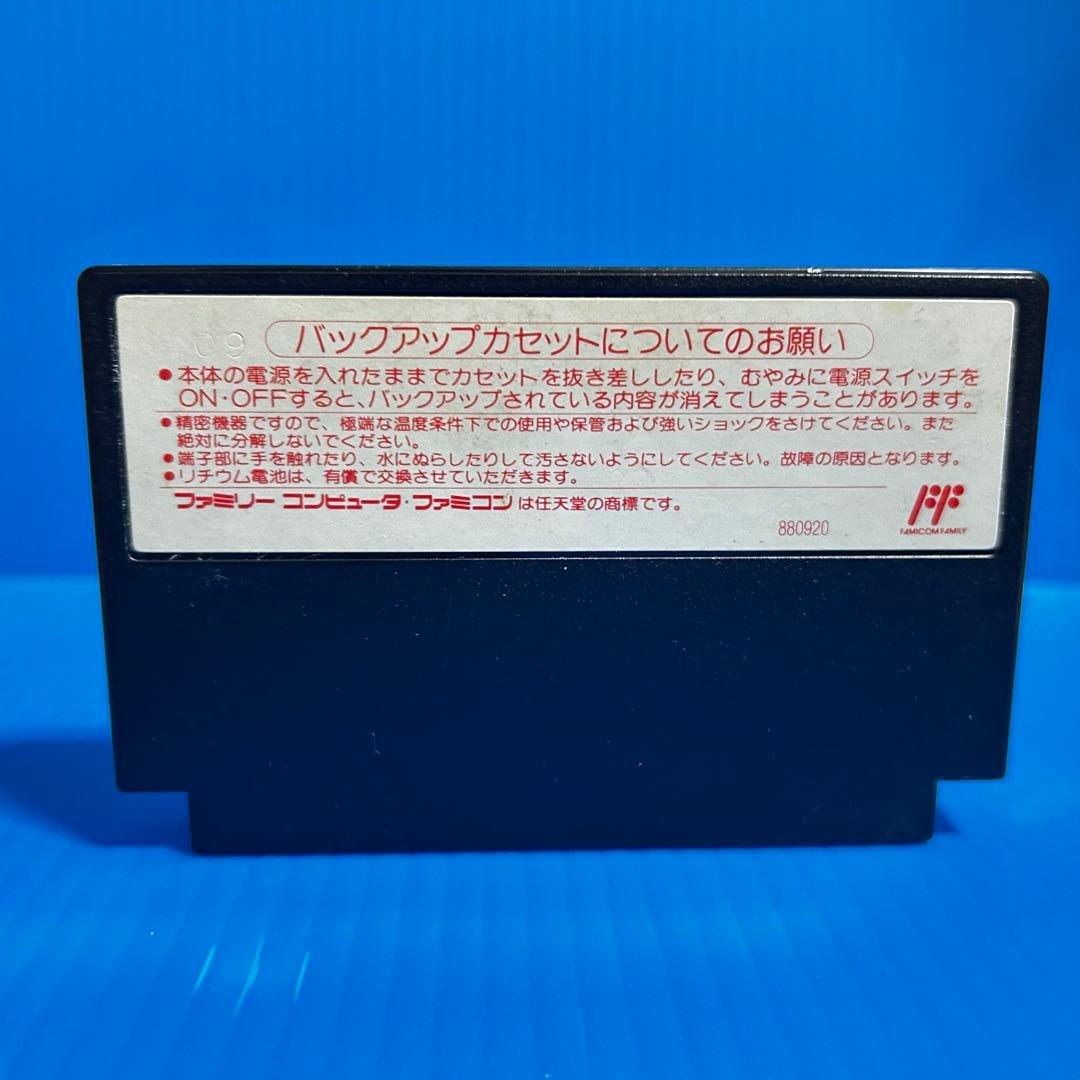 09
バックアップカセットについてのお願い
●本体の電源を入れたままでカセットを抜き差ししたり、むやみに電源スイッチを
ON・OFFすると、バックアップされている内容が消えてしまうことがあります。
●精密機器ですので、極端な温度条件下での使用や保管および強いショックをさけてください。また
絶対に分解しないでください。
●端子部に手を触れたり、水にぬらしたりして汚さないようにしてください。故障の原因となります。
●リチウム電池は、有償で交換させていただきます。
ファミリーコンピュータ・ファミコンは任天堂の商標です。
880920
FAMICOM FAMILY